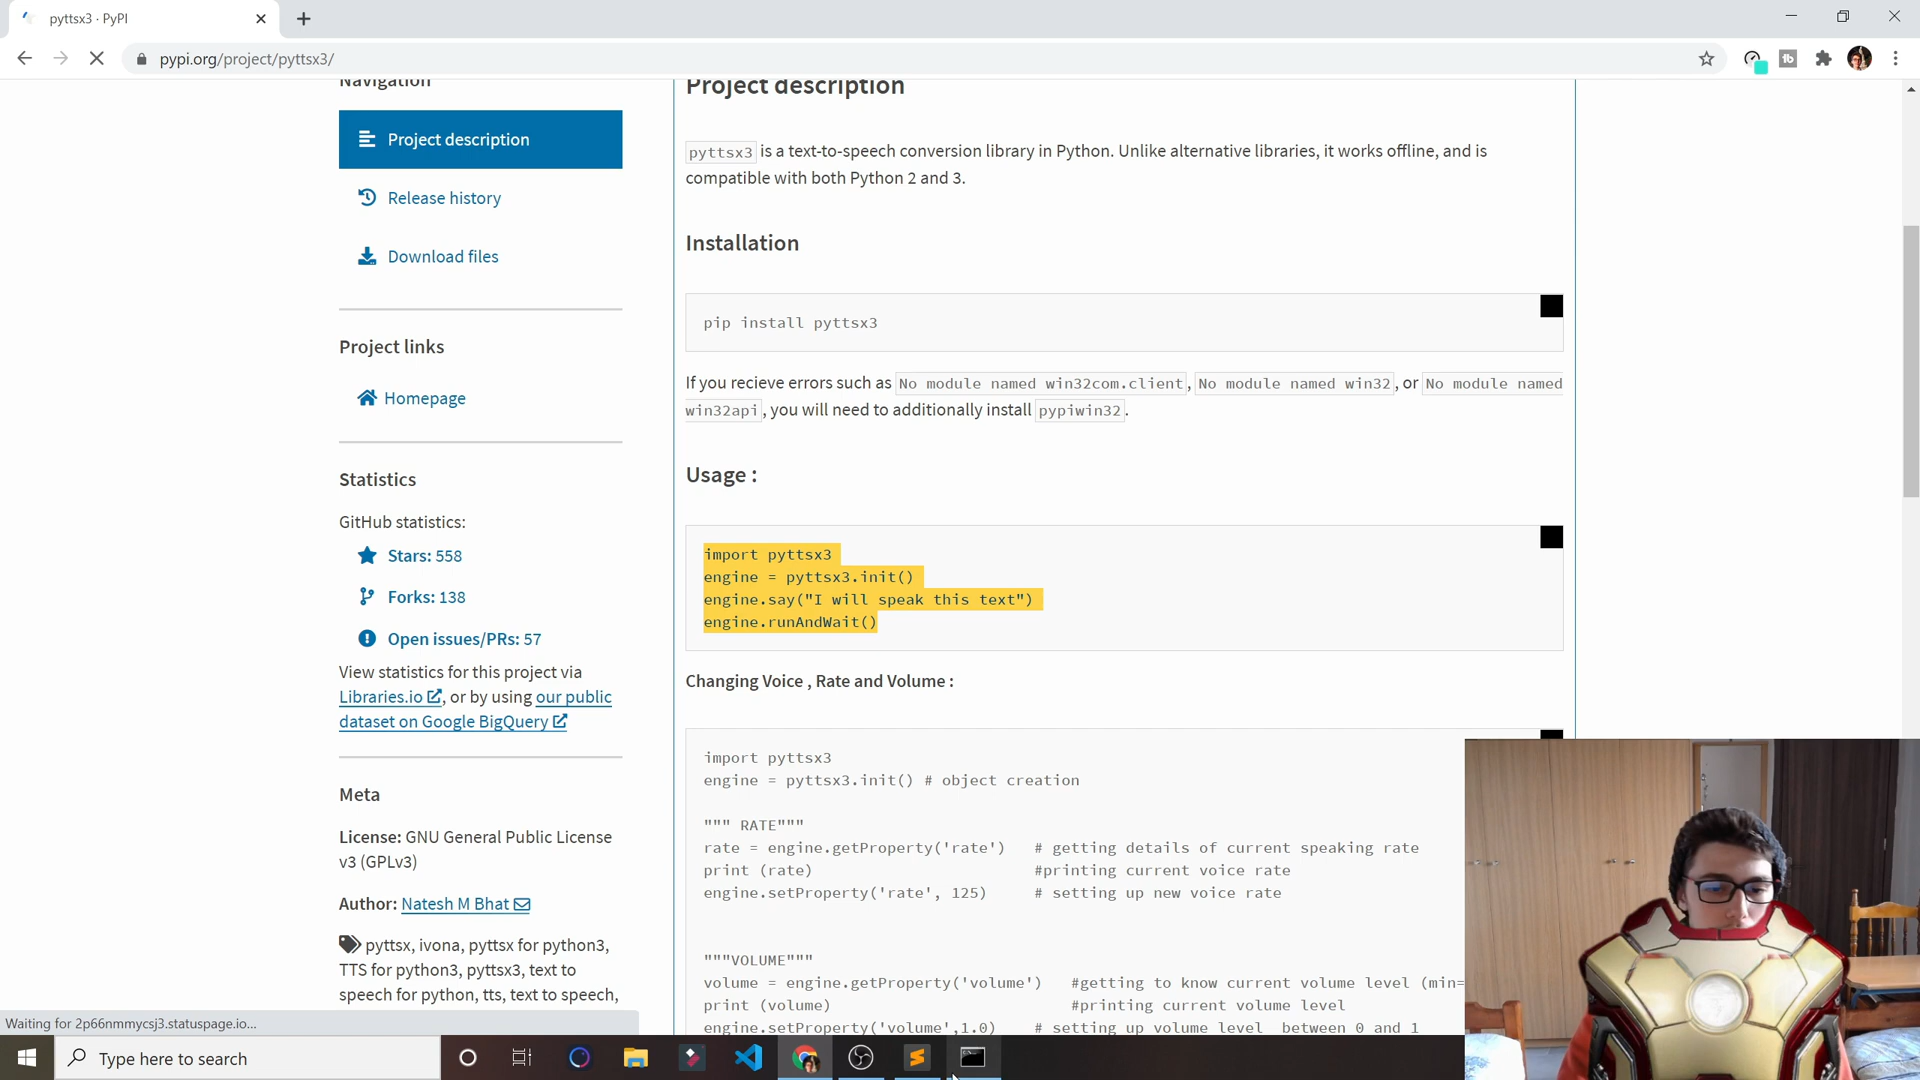 pyttsx3 · PyPI
pypi.org/project/pyttsx3/
Navigation
Project description
Release history
Download files
Project links
Homepage
Statistics
GitHub statistics:
Stars: 558
Forks: 138
Open issues/PRs: 57
View statistics for this project via
Libraries.io, or by using our public
dataset on Google BigQuery
Meta
License: GNU General Public License
v3 (GPLv3)
Author: Natesh M Bhat
pyttsx, ivona, pyttsx for python3,
TTS for python3, pyttsx3, text to
speech for python, tts, text to speech,
Project description
pyttsx3 is a text-to-speech conversion library in Python. Unlike alternative libraries, it works offline, and is
compatible with both Python 2 and 3.
Installation
pip install pyttsx3
If you recieve errors such as No module named win32com.client, No module named win32, or No module named
win32api, you will need to additionally install pypiwin32.
Usage :
import pyttsx3
engine = pyttsx3.init()
engine.say("I will speak this text")
engine.runAndWait()
Changing Voice , Rate and Volume :
import pyttsx3
engine = pyttsx3.init() # object creation
""" RATE"""
rate = engine.getProperty('rate')   # getting details of current speaking rate
print (rate)                        #printing current voice rate
engine.setProperty('rate', 125)     # setting up new voice rate
"""VOLUME"""
volume = engine.getProperty('volume')   #getting to know current volume level (min=
print (volume)                          #printing current volume level
engine.setProperty('volume',1.0)    # setting up volume level  between 0 and 1
Waiting for 2p66nmmycsj3.statuspage.io...
Type here to search